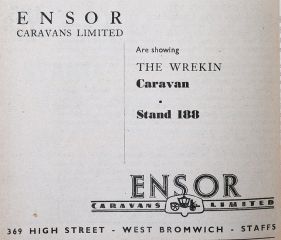 ENSOR
CARAVANS LIMITED
Are showing
THE WREKIN
Caravan
•
Stand 188
ENSOR
CARAVANS LIMITED
369 HIGH STREET - WEST BROMWICH - STAFFS